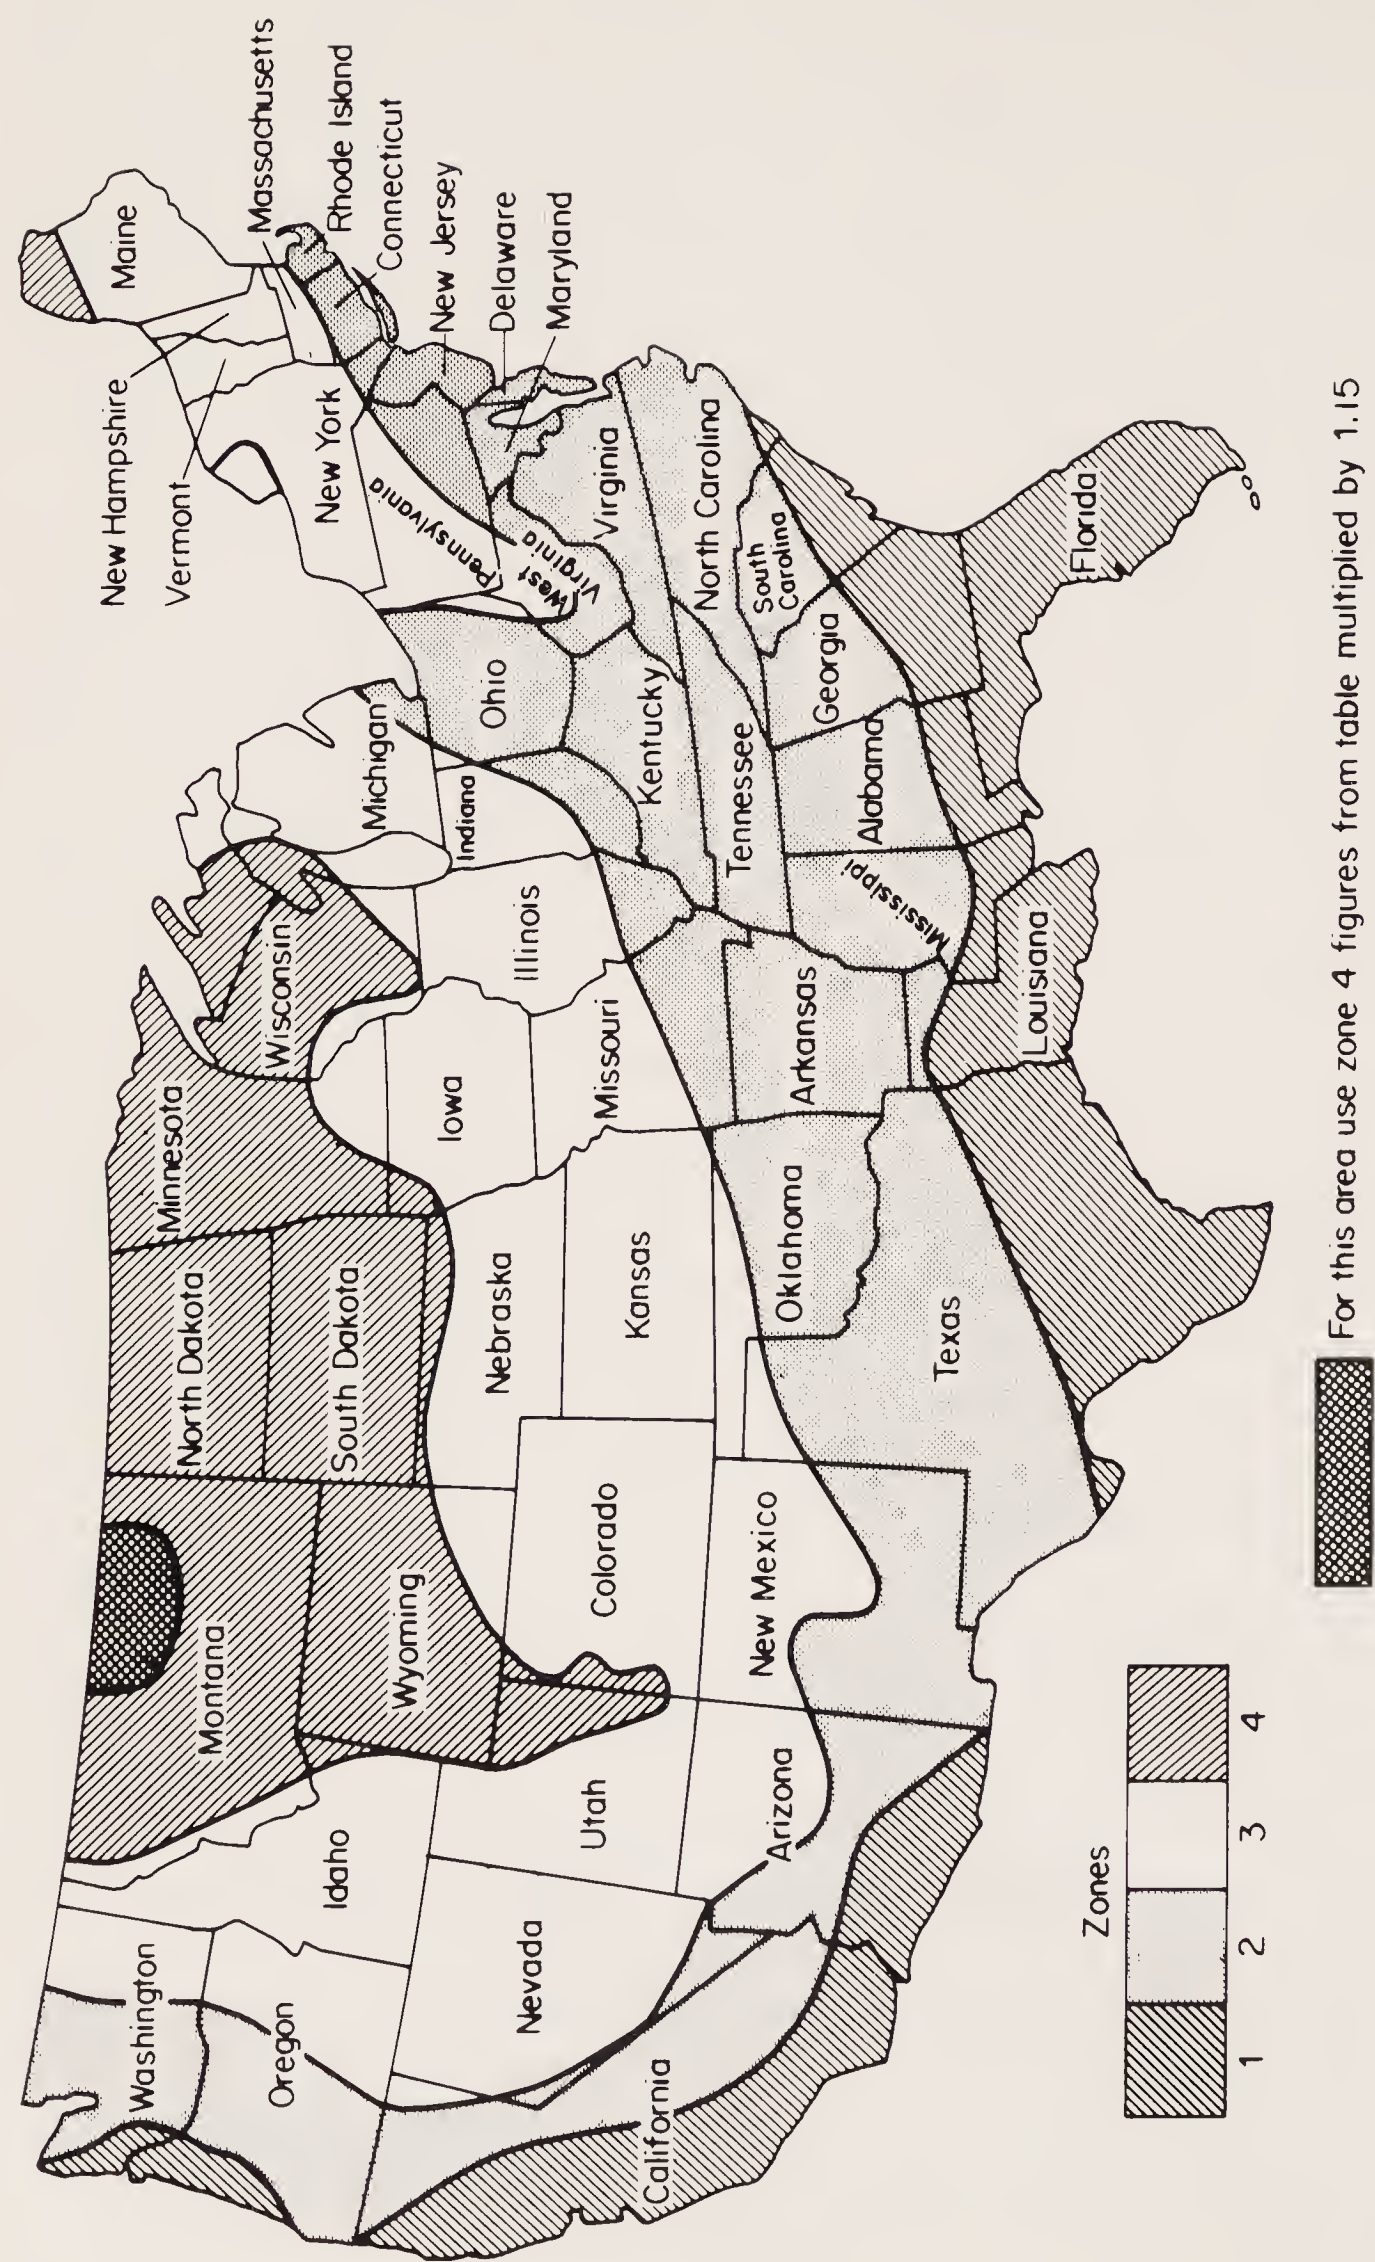 Washington
Oregon
California
Idaho
Nevada
Utah
Arizona
Montana
Wyoming
Colorado
New Mexico
North Dakota
South Dakota
Nebraska
Kansas
Oklahoma
Texas
Minnesota
Iowa
Missouri
Arkansas
Louisiana
Wisconsin
Illinois
Mississippi
Michigan
Indiana
Kentucky
Tennessee
Alabama
Ohio
Georgia
West
Virginia
Pennsylvania
Virginia
North Carolina
South
Carolina
Florida
New York
New Hampshire
Vermont
Maine
Massachusetts
Rhode Island
Connecticut
New Jersey
Delaware
Maryland
Zones
1
2
3
4
For this area use zone 4 figures from table multiplied by 1.15